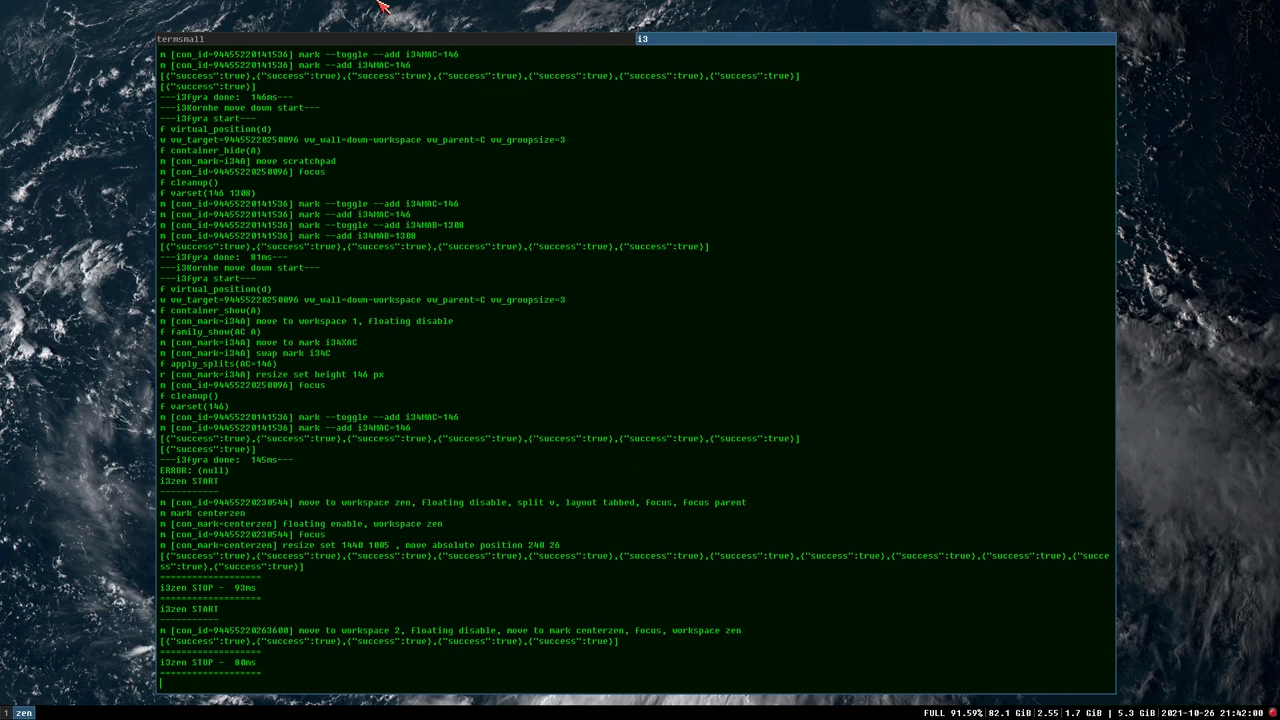 termsmall
i3
m [con_id=94455220141536] mark --toggle --add i34MAC=146
m [con_id=94455220141536] mark --add i34MAC=146
[{"success":true},{"success":true},{"success":true},{"success":true},{"success":true},{"success":true},{"success":true}]
[{"success":true}]
---i3fyra done:  146ms---
---i3Kornhe move down start---
---i3fyra start---
f virtual_position(d)
w vw_target=94455220250096 vw_wall=down-workspace vw_parent=C vw_groupsize=3
f container_hide(A)
m [con_mark=i34A] move scratchpad
m [con_id=94455220250096] focus
f cleanup()
f varset(146 1308)
m [con_id=94455220141536] mark --toggle --add i34MAC=146
m [con_id=94455220141536] mark --add i34MAC=146
m [con_id=94455220141536] mark --toggle --add i34MAB=1308
m [con_id=94455220141536] mark --add i34MAB=1308
[{"success":true},{"success":true},{"success":true},{"success":true},{"success":true},{"success":true}]
---i3fyra done:  81ms---
---i3Kornhe move down start---
---i3fyra start---
f virtual_position(d)
w vw_target=94455220250096 vw_wall=down-workspace vw_parent=C vw_groupsize=3
f container_show(A)
m [con_mark=i34A] move to workspace 1, floating disable
f family_show(AC A)
m [con_mark=i34A] move to mark i34XAC
m [con_mark=i34A] swap mark i34C
f apply_splits(AC=146)
r [con_mark=i34A] resize set height 146 px
m [con_id=94455220250096] focus
f cleanup()
f varset(146)
m [con_id=94455220141536] mark --toggle --add i34MAC=146
m [con_id=94455220141536] mark --add i34MAC=146
[{"success":true},{"success":true},{"success":true},{"success":true},{"success":true},{"success":true},{"success":true}]
[{"success":true}]
---i3fyra done:  145ms---
ERROR: (null)
i3zen START
-----------
m [con_id=94455220230544] move to workspace zen, floating disable, split v, layout tabbed, focus, focus parent
m mark centerzen
m [con_mark=centerzen] floating enable, workspace zen
m [con_id=94455220230544] focus
m [con_mark=centerzen] resize set 1440 1005 , move absolute position 240 26
[{"success":true},{"success":true},{"success":true},{"success":true},{"success":true},{"success":true},{"success":true},{"success":true},{"success":true},{"success":true},{"succe
ss":true},{"success":true}]
===================
i3zen STOP -  93ms
===================
i3zen START
-----------
m [con_id=94455220263600] move to workspace 2, floating disable, move to mark centerzen, focus, workspace zen
[{"success":true},{"success":true},{"success":true},{"success":true},{"success":true}]
===================
i3zen STOP -  80ms
===================
1 zen FULL 91.59%|82.1 GiB|2.55|1.7 GiB | 5.3 GiB|2021-10-26 21:42:00